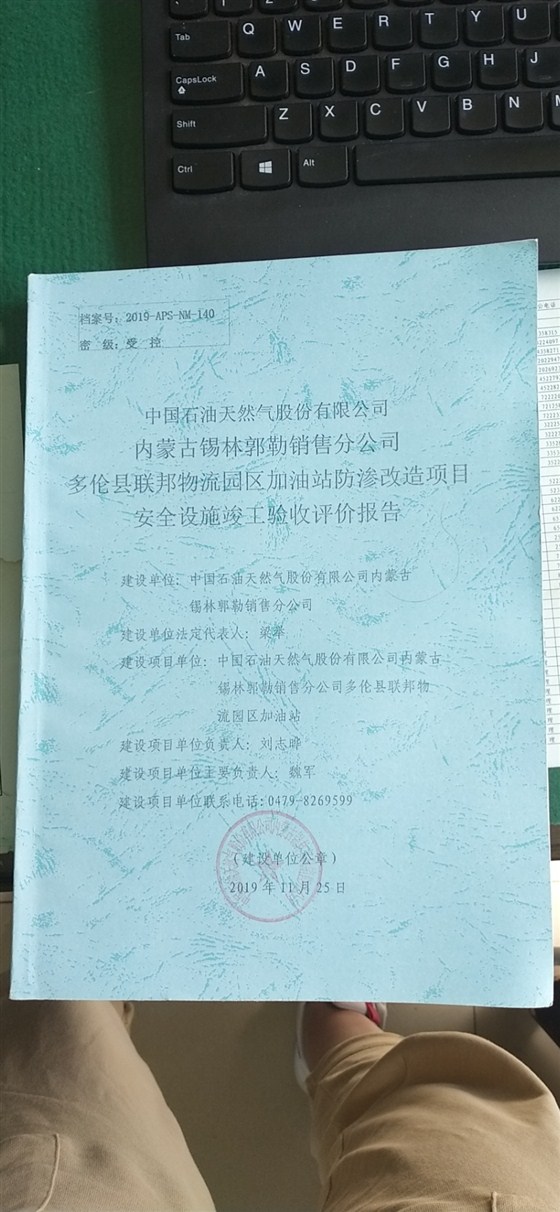 Tab Q W E R T Y U
CapsLock A S D F G H J
Shift Z X C V B N
Ctrl Alt
档案号：2019-APS-NM-140
密 级：受 控
中国石油天然气股份有限公司
内蒙古锡林郭勒销售分公司
多伦县联邦物流园区加油站防渗改造项目
安全设施竣工验收评价报告
建设单位：中国石油天然气股份有限公司内蒙古
锡林郭勒销售分公司
建设单位法定代表人：梁军
建设项目单位：中国石油天然气股份有限公司内蒙古
锡林郭勒销售分公司多伦县联邦物
流园区加油站
建设项目单位负责人：刘志晔
建设项目单位主要负责人：魏军
建设项目单位联系电话：0479-8269599
（建设单位公章）
2019 年 11 月 25 日